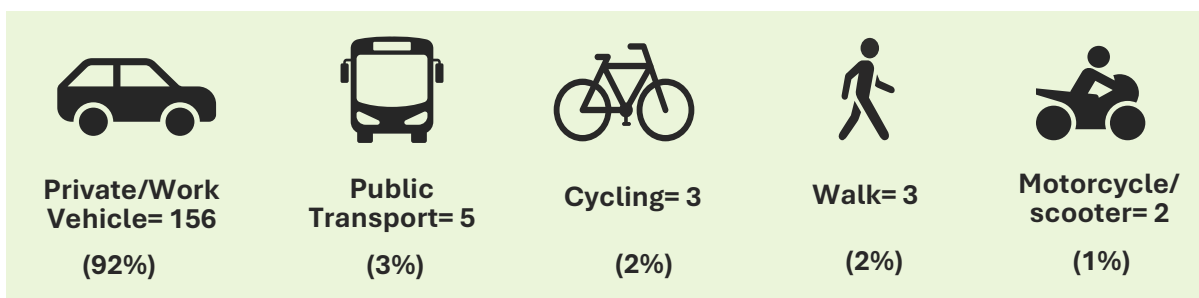 Private/Work
Vehicle= 156
(92%)
Public
Transport= 5
(3%)
Cycling= 3
(2%)
Walk= 3
(2%)
Motorcycle/
scooter= 2
(1%)